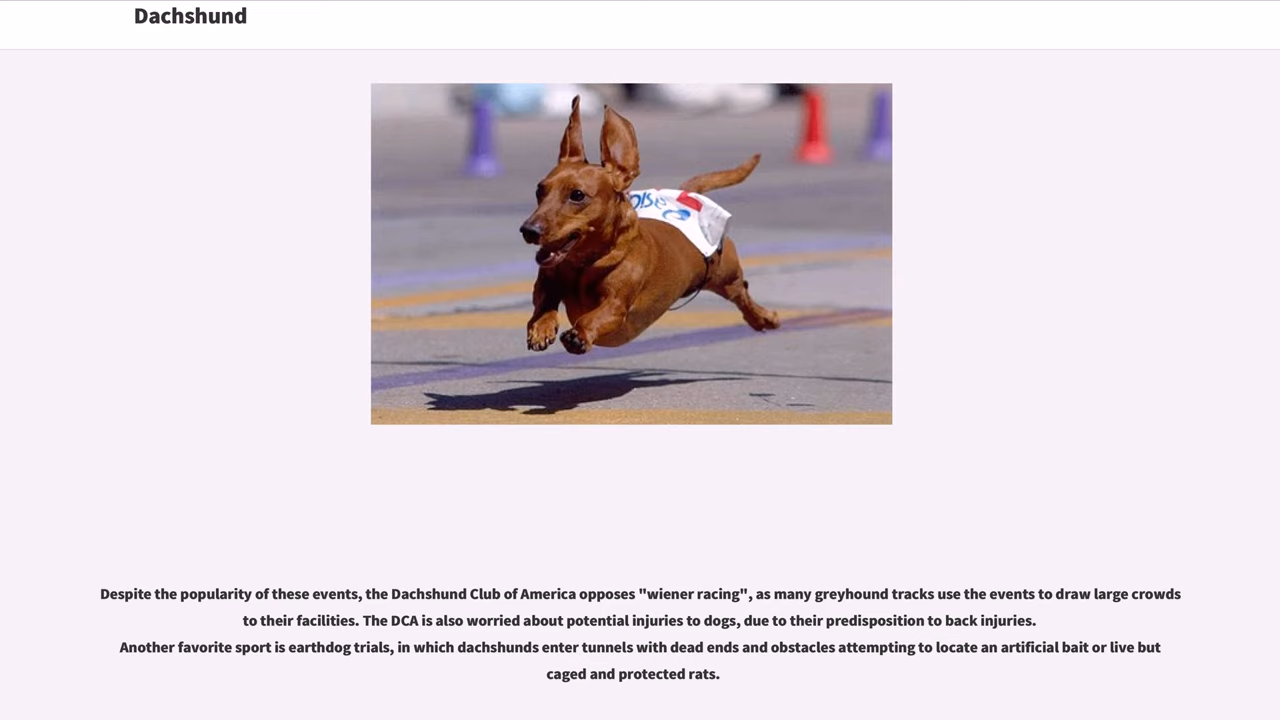 Dachshund
Despite the popularity of these events, the Dachshund Club of America opposes "wiener racing", as many greyhound tracks use the events to draw large crowds
to their facilities. The DCA is also worried about potential injuries to dogs, due to their predisposition to back injuries.
Another favorite sport is earthdog trials, in which dachshunds enter tunnels with dead ends and obstacles attempting to locate an artificial bait or live but
caged and protected rats.